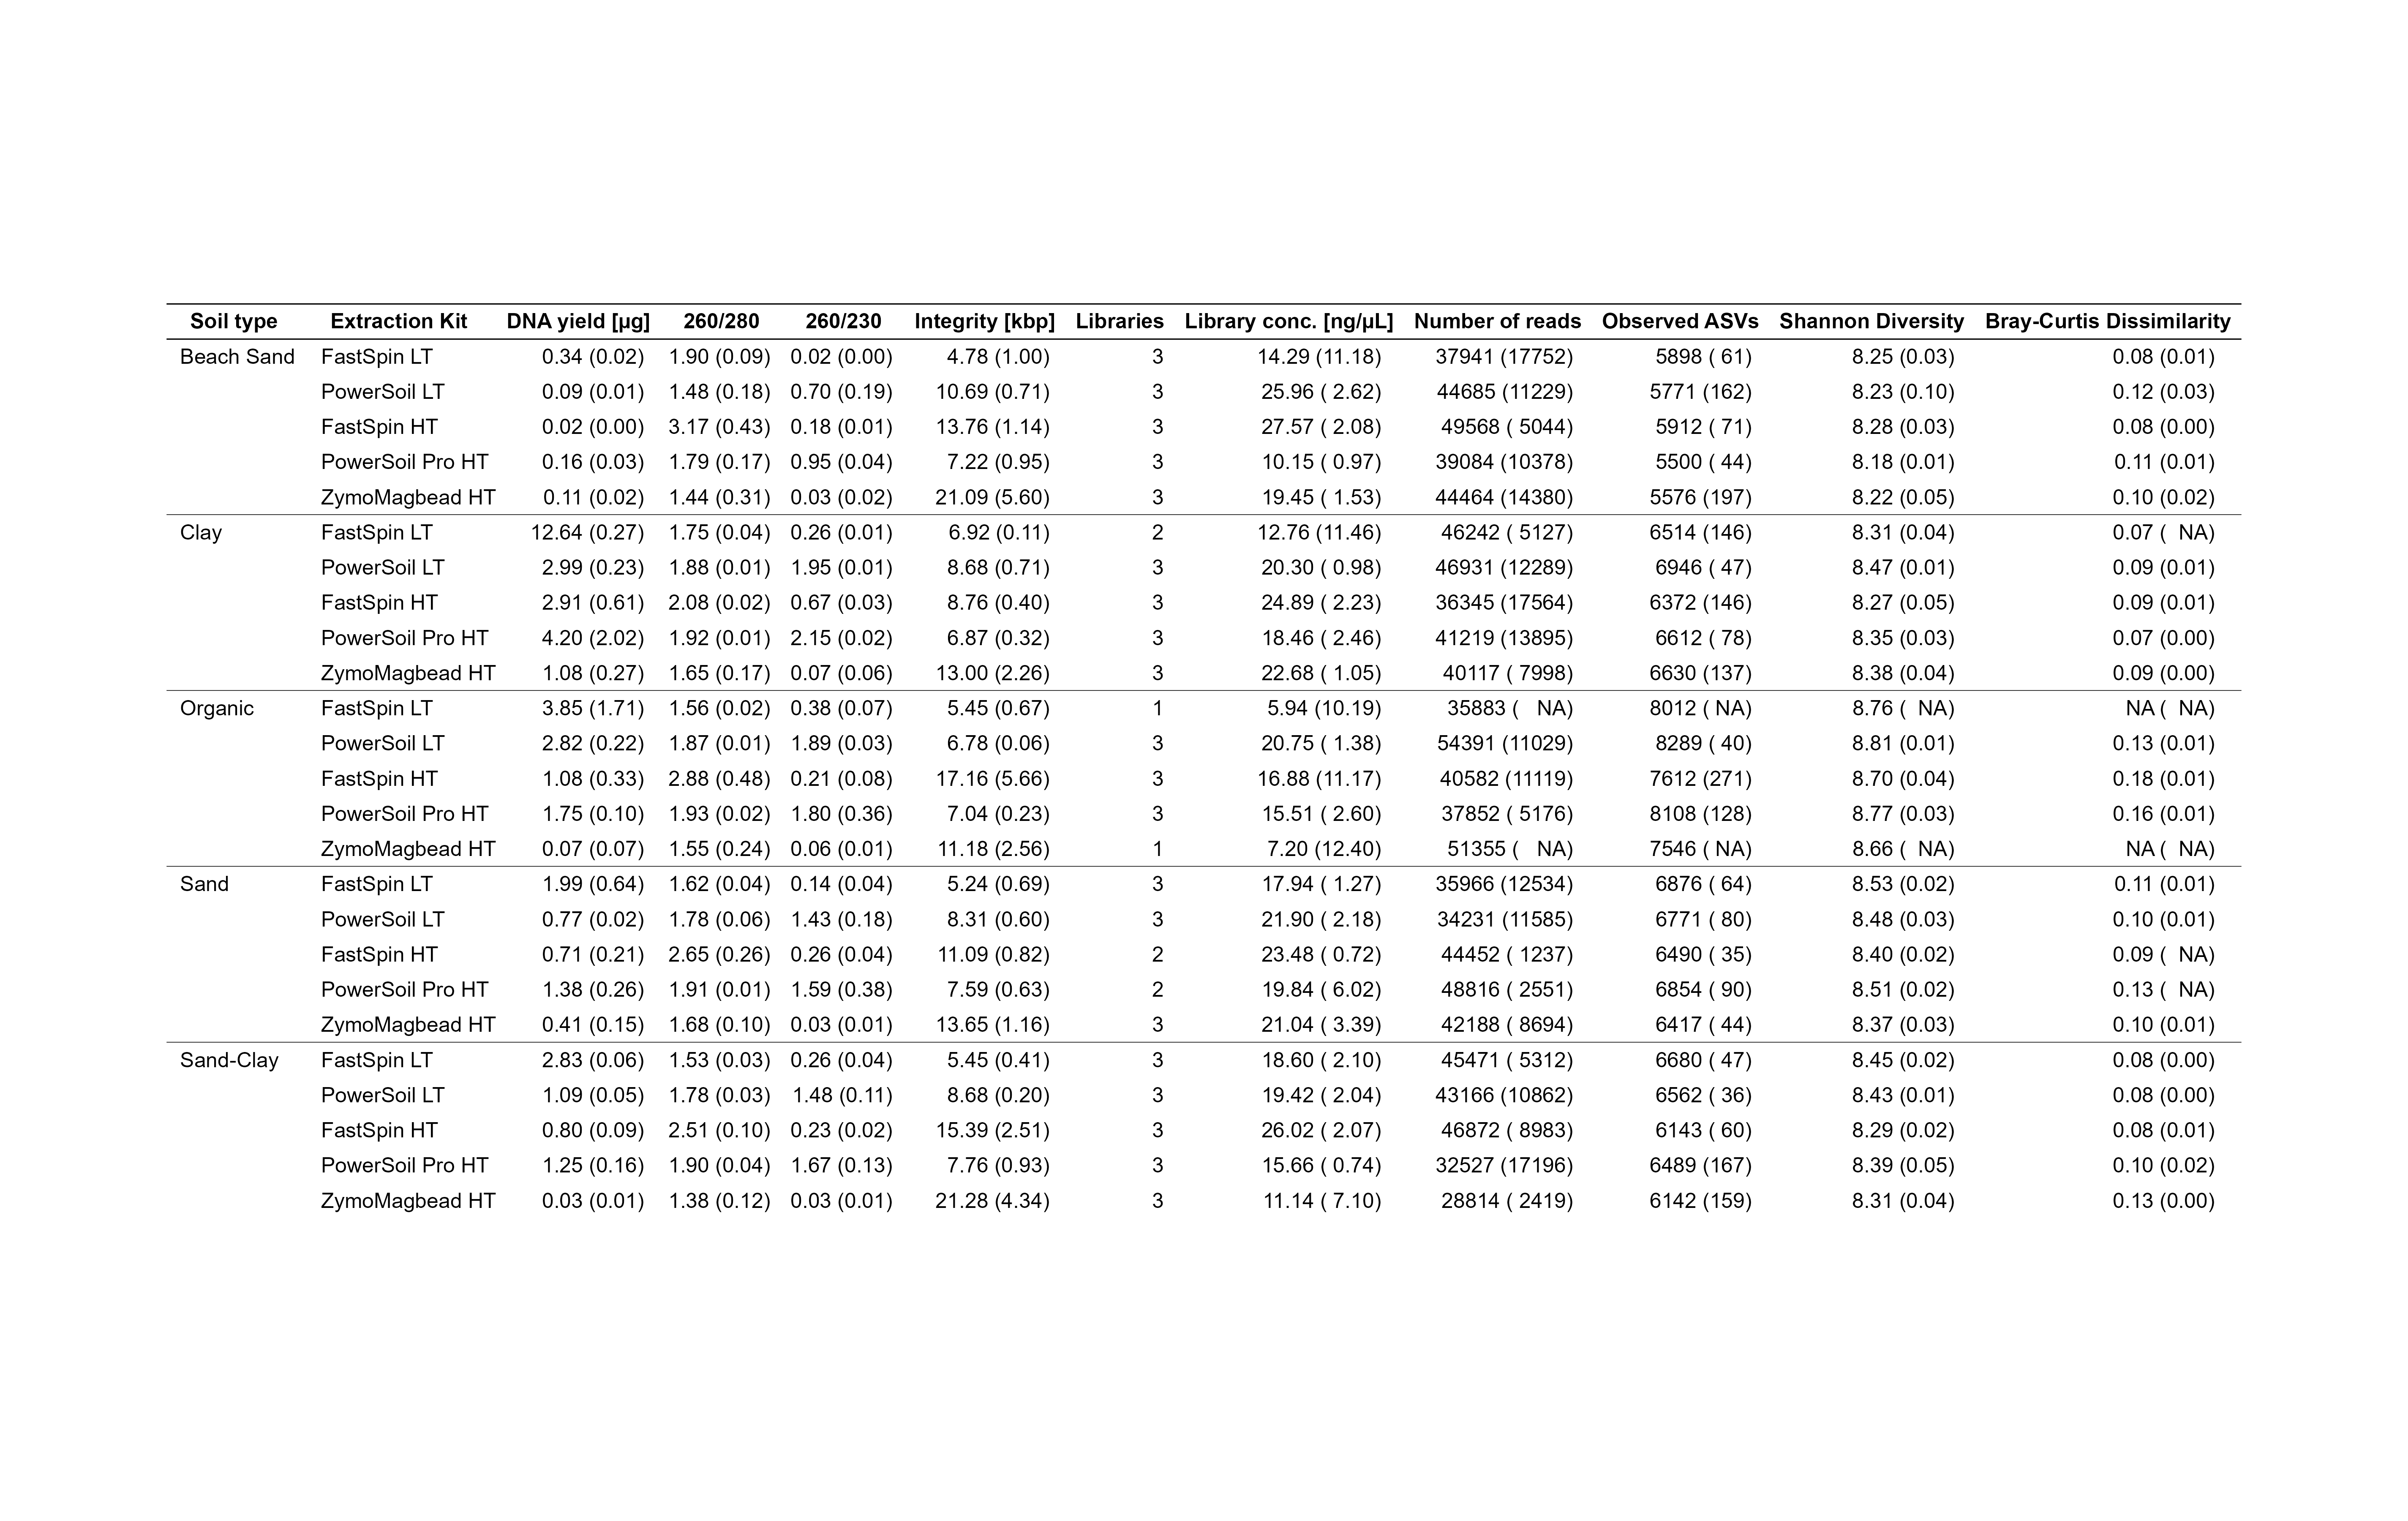 Soil type Extraction Kit DNA yield [µg] 260/280 260/230 Integrity [kbp] Libraries Library conc. [ng/µL] Number of reads Observed ASVs Shannon Diversity Bray-Curtis Dissimilarity
Beach Sand FastSpin LT 0.34 (0.02) 1.90 (0.09) 0.02 (0.00) 4.78 (1.00) 3 14.29 (11.18) 37941 (17752) 5898 ( 61) 8.25 (0.03) 0.08 (0.01)
PowerSoil LT 0.09 (0.01) 1.48 (0.18) 0.70 (0.19) 10.69 (0.71) 3 25.96 ( 2.62) 44685 (11229) 5771 (162) 8.23 (0.10) 0.12 (0.03)
FastSpin HT 0.02 (0.00) 3.17 (0.43) 0.18 (0.01) 13.76 (1.14) 3 27.57 ( 2.08) 49568 ( 5044) 5912 ( 71) 8.28 (0.03) 0.08 (0.00)
PowerSoil Pro HT 0.16 (0.03) 1.79 (0.17) 0.95 (0.04) 7.22 (0.95) 3 10.15 ( 0.97) 39084 (10378) 5500 ( 44) 8.18 (0.01) 0.11 (0.01)
ZymoMagbead HT 0.11 (0.02) 1.44 (0.31) 0.03 (0.02) 21.09 (5.60) 3 19.45 ( 1.53) 44464 (14380) 5576 (197) 8.22 (0.05) 0.10 (0.02)
Clay FastSpin LT 12.64 (0.27) 1.75 (0.04) 0.26 (0.01) 6.92 (0.11) 2 12.76 (11.46) 46242 ( 5127) 6514 (146) 8.31 (0.04) 0.07 ( NA)
PowerSoil LT 2.99 (0.23) 1.88 (0.01) 1.95 (0.01) 8.68 (0.71) 3 20.30 ( 0.98) 46931 (12289) 6946 ( 47) 8.47 (0.01) 0.09 (0.01)
FastSpin HT 2.91 (0.61) 2.08 (0.02) 0.67 (0.03) 8.76 (0.40) 3 24.89 ( 2.23) 36345 (17564) 6372 (146) 8.27 (0.05) 0.09 (0.01)
PowerSoil Pro HT 4.20 (2.02) 1.92 (0.01) 2.15 (0.02) 6.87 (0.32) 3 18.46 ( 2.46) 41219 (13895) 6612 ( 78) 8.35 (0.03) 0.07 (0.00)
ZymoMagbead HT 1.08 (0.27) 1.65 (0.17) 0.07 (0.06) 13.00 (2.26) 3 22.68 ( 1.05) 40117 ( 7998) 6630 (137) 8.38 (0.04) 0.09 (0.00)
Organic FastSpin LT 3.85 (1.71) 1.56 (0.02) 0.38 (0.07) 5.45 (0.67) 1 5.94 (10.19) 35883 ( NA) 8012 ( NA) 8.76 ( NA) NA ( NA)
PowerSoil LT 2.82 (0.22) 1.87 (0.01) 1.89 (0.03) 6.78 (0.06) 3 20.75 ( 1.38) 54391 (11029) 8289 ( 40) 8.81 (0.01) 0.13 (0.01)
FastSpin HT 1.08 (0.33) 2.88 (0.48) 0.21 (0.08) 17.16 (5.66) 3 16.88 (11.17) 40582 (11119) 7612 (271) 8.70 (0.04) 0.18 (0.01)
PowerSoil Pro HT 1.75 (0.10) 1.93 (0.02) 1.80 (0.36) 7.04 (0.23) 3 15.51 ( 2.60) 37852 ( 5176) 8108 (128) 8.77 (0.03) 0.16 (0.01)
ZymoMagbead HT 0.07 (0.07) 1.55 (0.24) 0.06 (0.01) 11.18 (2.56) 1 7.20 (12.40) 51355 ( NA) 7546 ( NA) 8.66 ( NA) NA ( NA)
Sand FastSpin LT 1.99 (0.64) 1.62 (0.04) 0.14 (0.04) 5.24 (0.69) 3 17.94 ( 1.27) 35966 (12534) 6876 ( 64) 8.53 (0.02) 0.11 (0.01)
PowerSoil LT 0.77 (0.02) 1.78 (0.06) 1.43 (0.18) 8.31 (0.60) 3 21.90 ( 2.18) 34231 (11585) 6771 ( 80) 8.48 (0.03) 0.10 (0.01)
FastSpin HT 0.71 (0.21) 2.65 (0.26) 0.26 (0.04) 11.09 (0.82) 2 23.48 ( 0.72) 44452 ( 1237) 6490 ( 35) 8.40 (0.02) 0.09 ( NA)
PowerSoil Pro HT 1.38 (0.26) 1.91 (0.01) 1.59 (0.38) 7.59 (0.63) 2 19.84 ( 6.02) 48816 ( 2551) 6854 ( 90) 8.51 (0.02) 0.13 ( NA)
ZymoMagbead HT 0.41 (0.15) 1.68 (0.10) 0.03 (0.01) 13.65 (1.16) 3 21.04 ( 3.39) 42188 ( 8694) 6417 ( 44) 8.37 (0.03) 0.10 (0.01)
Sand-Clay FastSpin LT 2.83 (0.06) 1.53 (0.03) 0.26 (0.04) 5.45 (0.41) 3 18.60 ( 2.10) 45471 ( 5312) 6680 ( 47) 8.45 (0.02) 0.08 (0.00)
PowerSoil LT 1.09 (0.05) 1.78 (0.03) 1.48 (0.11) 8.68 (0.20) 3 19.42 ( 2.04) 43166 (10862) 6562 ( 36) 8.43 (0.01) 0.08 (0.00)
FastSpin HT 0.80 (0.09) 2.51 (0.10) 0.23 (0.02) 15.39 (2.51) 3 26.02 ( 2.07) 46872 ( 8983) 6143 ( 60) 8.29 (0.02) 0.08 (0.01)
PowerSoil Pro HT 1.25 (0.16) 1.90 (0.04) 1.67 (0.13) 7.76 (0.93) 3 15.66 ( 0.74) 32527 (17196) 6489 (167) 8.39 (0.05) 0.10 (0.02)
ZymoMagbead HT 0.03 (0.01) 1.38 (0.12) 0.03 (0.01) 21.28 (4.34) 3 11.14 ( 7.10) 28814 ( 2419) 6142 (159) 8.31 (0.04) 0.13 (0.00)